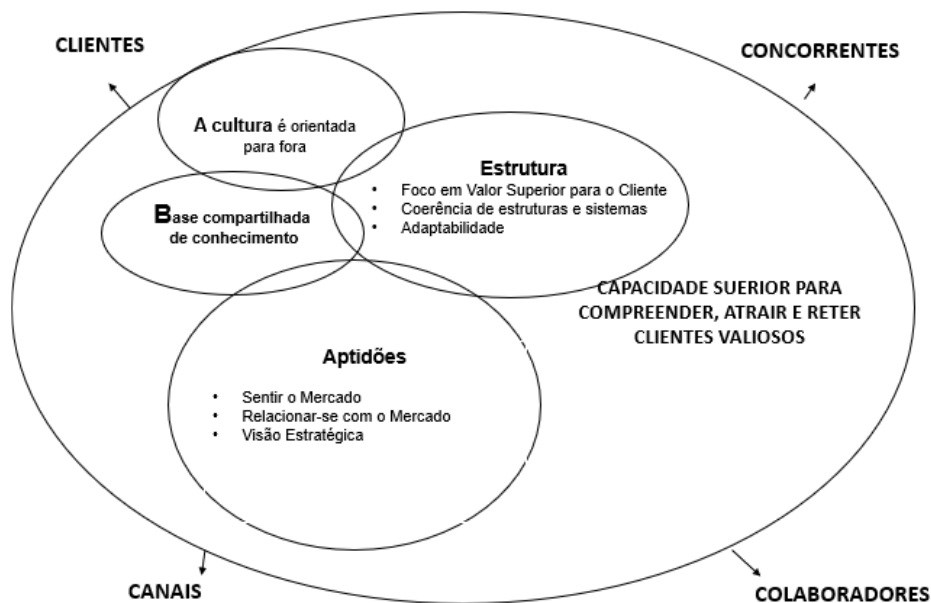 CLIENTES
CONCORRENTES
A cultura é orientada
para fora
Estrutura
• Foco em Valor Superior para o Cliente
• Coerência de estruturas e sistemas
• Adaptabilidade
Base compartilhada
de conhecimento
CAPACIDADE SUERIOR PARA
COMPREENDER, ATRAIR E RETER
CLIENTES VALIOSOS
Aptidões
• Sentir o Mercado
• Relacionar-se com o Mercado
• Visão Estratégica
CANAIS
COLABORADORES